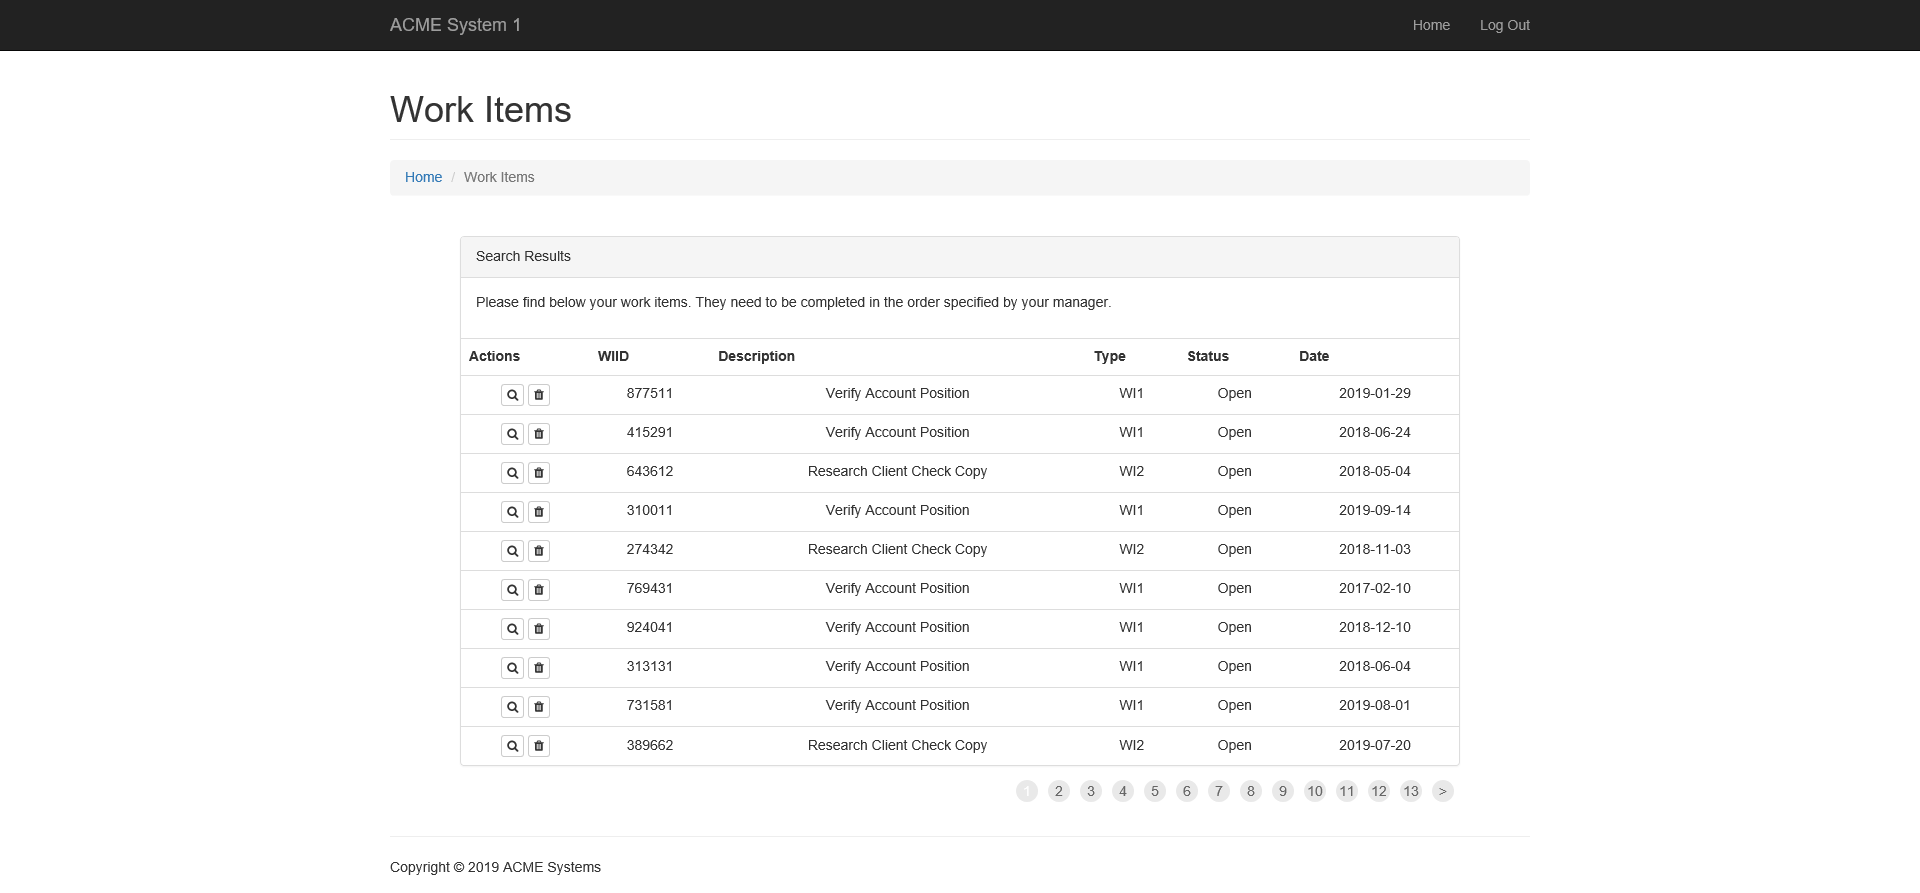 ACME System 1 Home Log Out
Work Items
Home / Work Items
Search Results
Please find below your work items. They need to be completed in the order specified by your manager.
Actions WIID Description Type Status Date
877511 Verify Account Position WI1 Open 2019-01-29
415291 Verify Account Position WI1 Open 2018-06-24
643612 Research Client Check Copy WI2 Open 2018-05-04
310011 Verify Account Position WI1 Open 2019-09-14
274342 Research Client Check Copy WI2 Open 2018-11-03
769431 Verify Account Position WI1 Open 2017-02-10
924041 Verify Account Position WI1 Open 2018-12-10
313131 Verify Account Position WI1 Open 2018-06-04
731581 Verify Account Position WI1 Open 2019-08-01
389662 Research Client Check Copy WI2 Open 2019-07-20
1 2 3 4 5 6 7 8 9 10 11 12 13 >
Copyright © 2019 ACME Systems